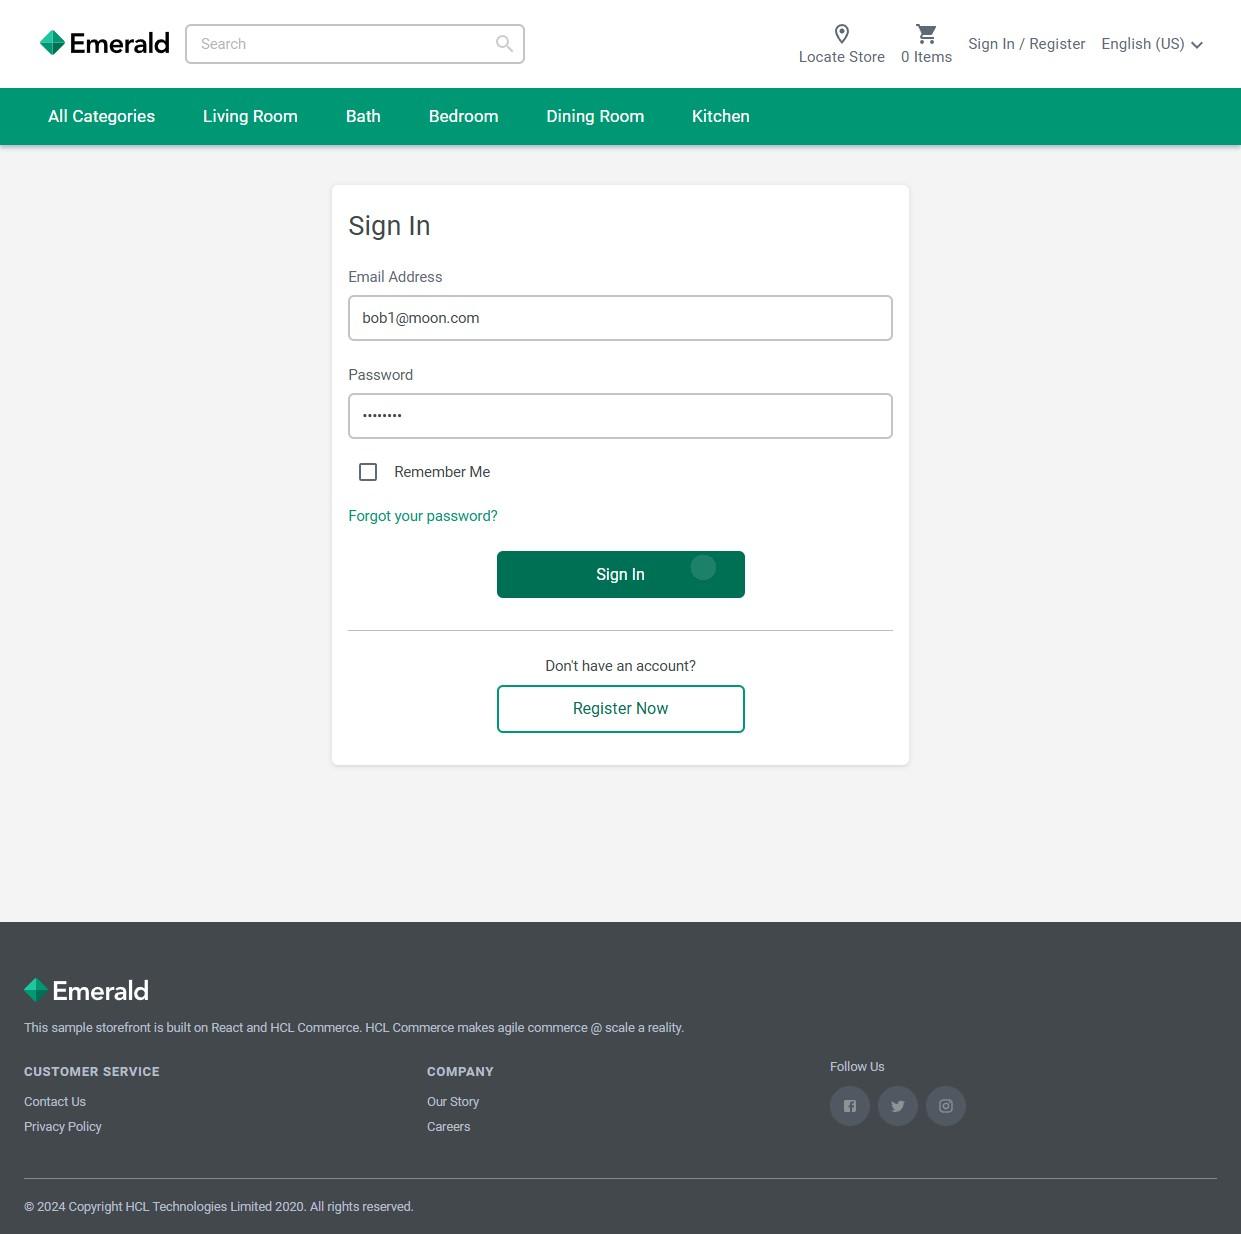 Emerald
Search
Locate Store
0 Items
Sign In / Register
English (US)
All Categories
Living Room
Bath
Bedroom
Dining Room
Kitchen
Sign In
Email Address
bob1@moon.com
Password
••••••••
Remember Me
Forgot your password?
Sign In
Don't have an account?
Register Now
Emerald
This sample storefront is built on React and HCL Commerce. HCL Commerce makes agile commerce @ scale a reality.
CUSTOMER SERVICE
Contact Us
Privacy Policy
COMPANY
Our Story
Careers
Follow Us
© 2024 Copyright HCL Technologies Limited 2020. All rights reserved.